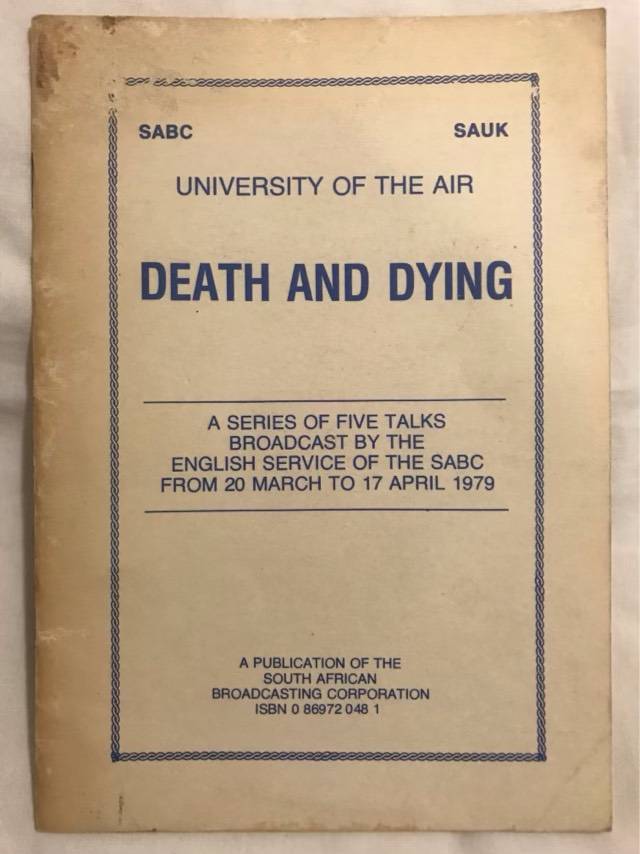 SABC SAUK
UNIVERSITY OF THE AIR
DEATH AND DYING
A SERIES OF FIVE TALKS
BROADCAST BY THE
ENGLISH SERVICE OF THE SABC
FROM 20 MARCH TO 17 APRIL 1979
A PUBLICATION OF THE
SOUTH AFRICAN
BROADCASTING CORPORATION
ISBN 0 86972 048 1